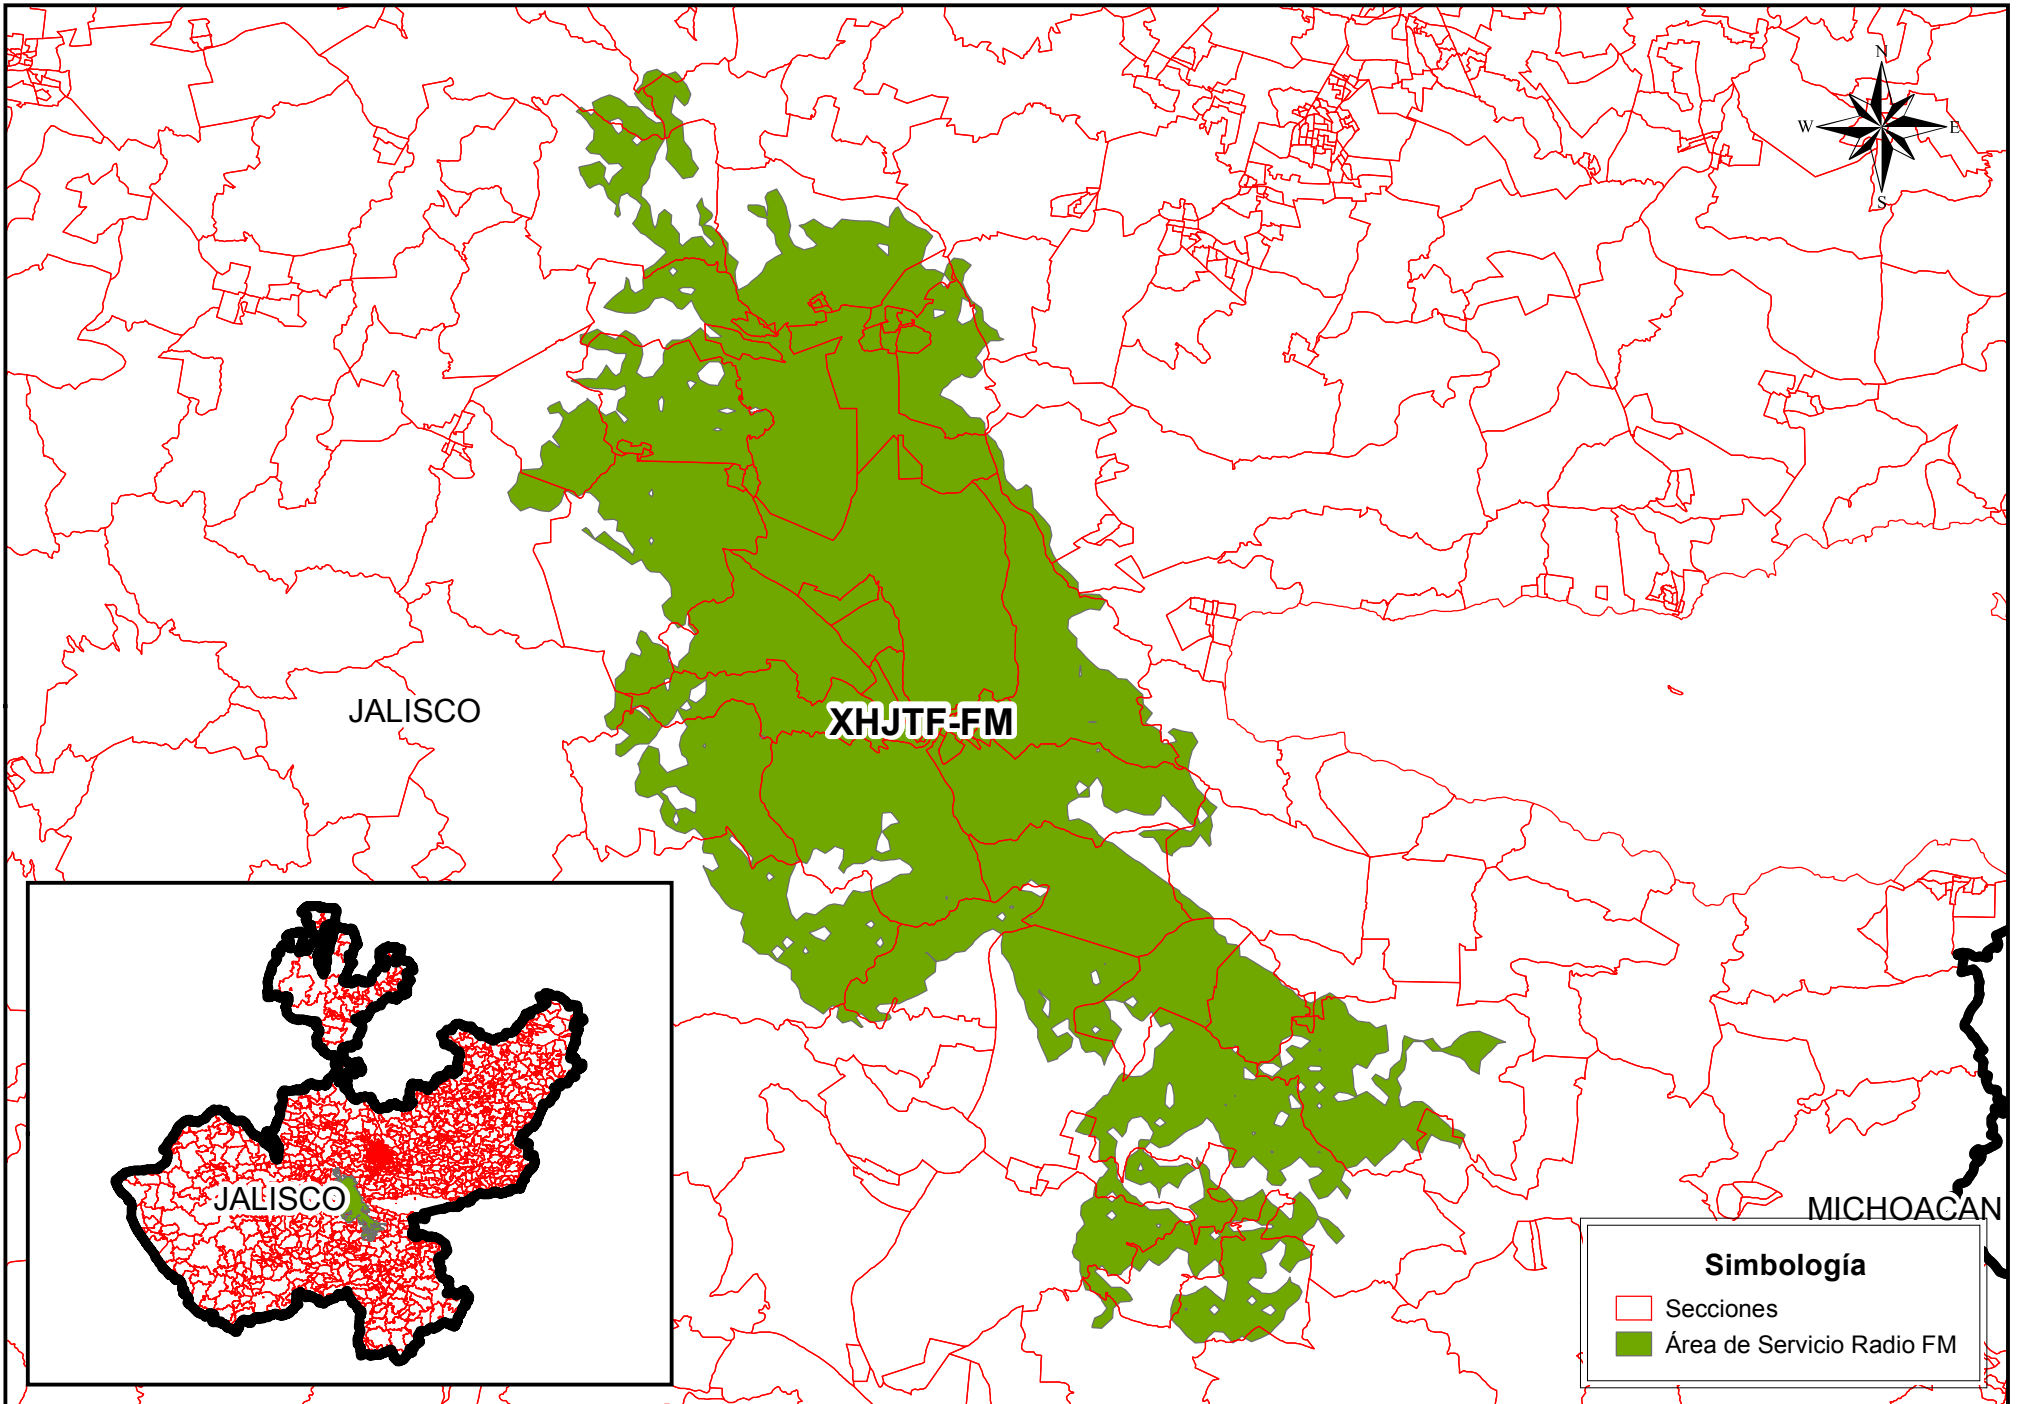 N
W E
S
JALISCO
XHJTF-FM
JALISCO
MICHOACAN
Simbología
Secciones
Área de Servicio Radio FM